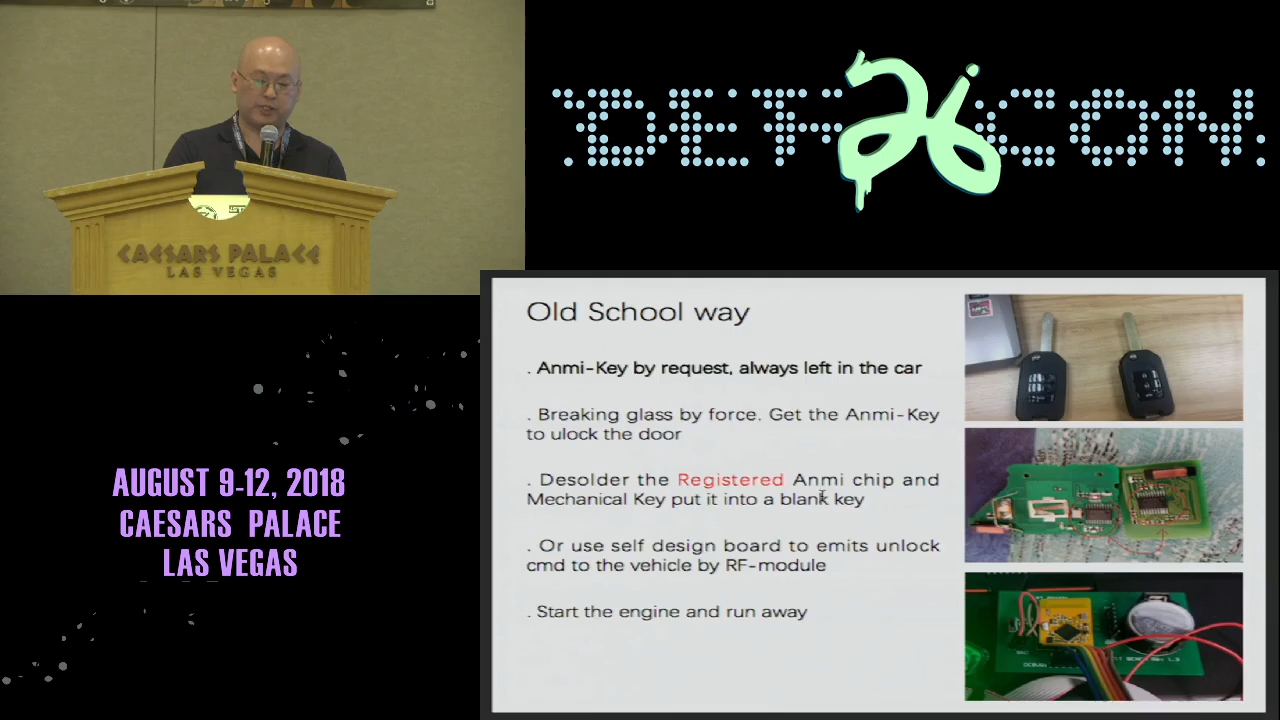 DEFCON
26
CAESARS PALACE
LAS VEGAS
AUGUST 9-12, 2018
CAESARS PALACE
LAS VEGAS
Old School way
. Anmi-Key by request, always left in the car
. Breaking glass by force. Get the Anmi-Key
to ulock the door
. Desolder the Registered Anmi chip and
Mechanical Key put it into a blank key
. Or use self design board to emits unlock
cmd to the vehicle by RF-module
. Start the engine and run away